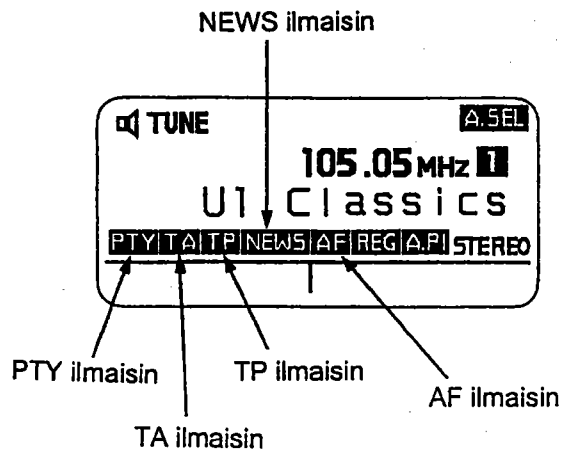 NEWS ilmaisin
TUNE A.SEL
105.05 MHz 1
U1 Classics
PTY TA TP NEWS AF REG A.PI STEREO
PTY ilmaisin TP ilmaisin AF ilmaisin
TA ilmaisin